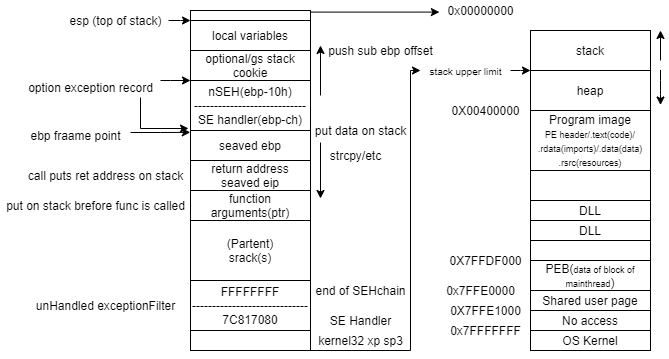 esp (top of stack)
0x00000000
local variables
optional/gs stack
cookie
push sub ebp offset
option exception record
nSEH(ebp-10h)
SE handler(ebp-ch)
ebp fraame point
seaved ebp
put data on stack
strcpy/etc
call puts ret address on stack
return address
seaved eip
put on stack brefore func is called
function
arguments(ptr)
(Partent)
srack(s)
FFFFFFFF
end of SEHchain
unHandled exceptionFilter
7C817080
SE Handler
kernel32 xp sp3
stack
stack upper limit
heap
0X00400000
Program image
PE header/.text(code)/
.rdata(imports)/.data(data)
.rsrc(resources)
DLL
DLL
0X7FFDF000
PEB(data of block of
mainthread)
0x7FFE0000
Shared user page
0X7FFE1000
No access
0x7FFFFFFF
OS Kernel